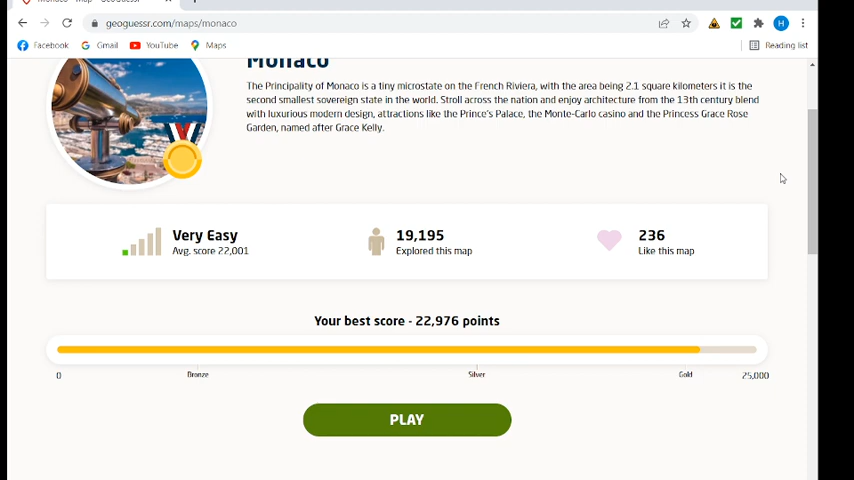 geoguessr.com/maps/monaco
H
Facebook
Gmail
YouTube
Maps
Reading list
Monaco
The Principality of Monaco is a tiny microstate on the French Riviera, with the area being 2.1 square kilometers it is the
second smallest sovereign state in the world. Stroll across the nation and enjoy architecture from the 13th century blend
with luxurious modern design, attractions like the Prince's Palace, the Monte-Carlo casino and the Princess Grace Rose
Garden, named after Grace Kelly.
Very Easy
Avg. score 22,001
19,195
Explored this map
236
Like this map
Your best score - 22,976 points
0
Bronze
Silver
Gold
25,000
PLAY